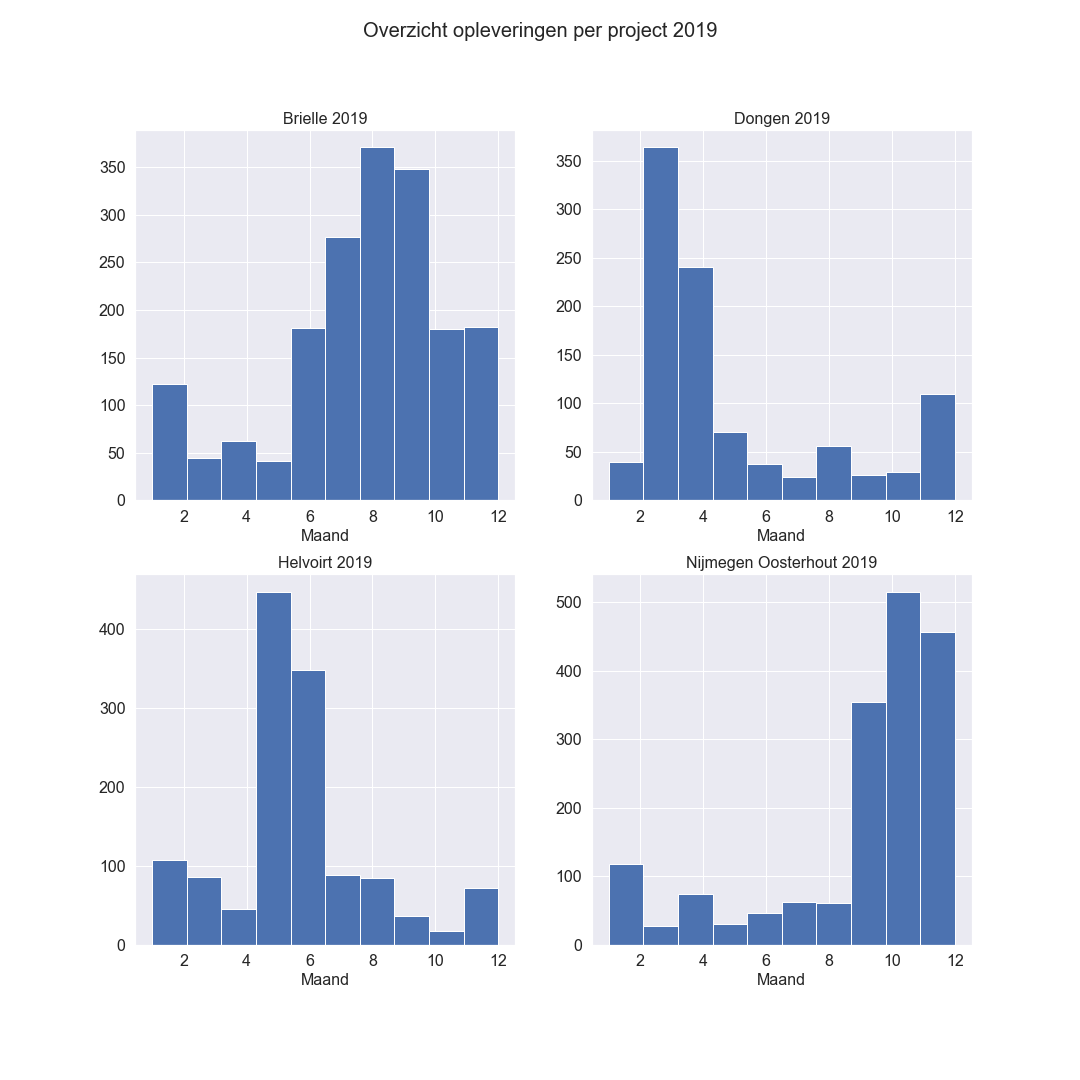 Overzicht opleveringen per project 2019
Brielle 2019
350
300
250
200
150
100
50
0
2 4 6 8 10 12
Maand
Dongen 2019
350
300
250
200
150
100
50
0
2 4 6 8 10 12
Maand
Helvoirt 2019
400
300
200
100
0
2 4 6 8 10 12
Maand
Nijmegen Oosterhout 2019
500
400
300
200
100
0
2 4 6 8 10 12
Maand